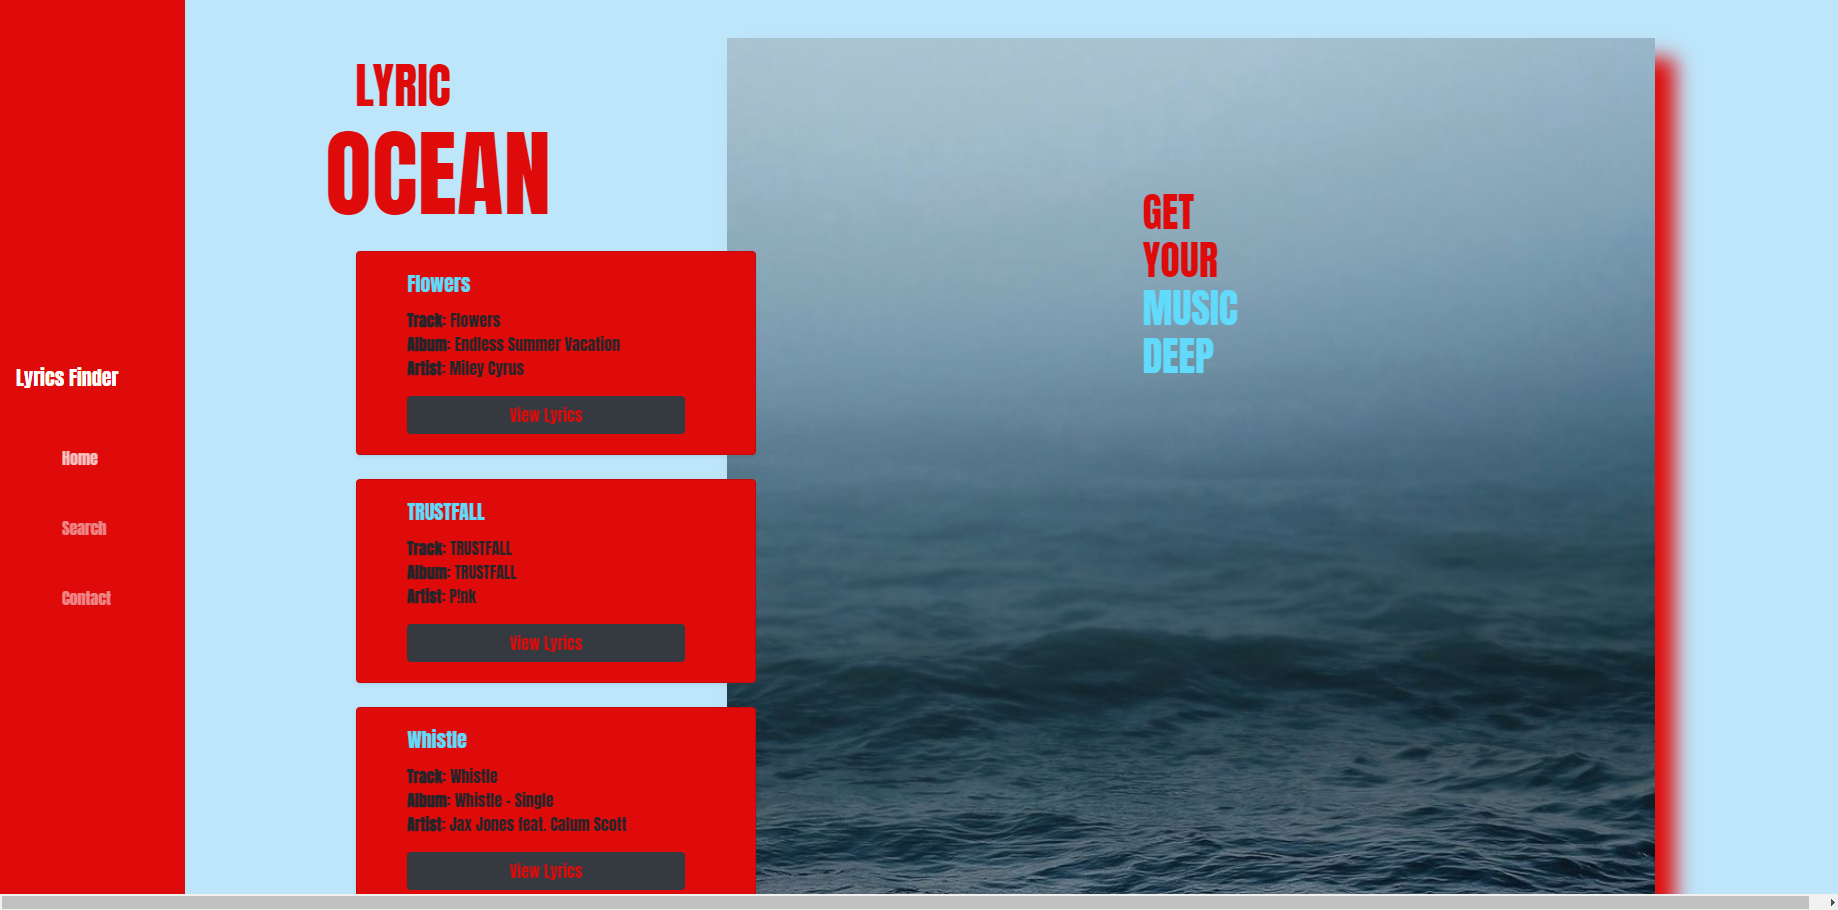 Lyrics Finder
Home
Search
Contact
LYRIC
OCEAN
Flowers
Track: Flowers
Album: Endless Summer Vacation
Artist: Miley Cyrus
View Lyrics
TRUSTFALL
Track: TRUSTFALL
Album: TRUSTFALL
Artist: P!nk
View Lyrics
Whistle
Track: Whistle
Album: Whistle - Single
Artist: Jax Jones feat. Calum Scott
View Lyrics
GET
YOUR
MUSIC
DEEP